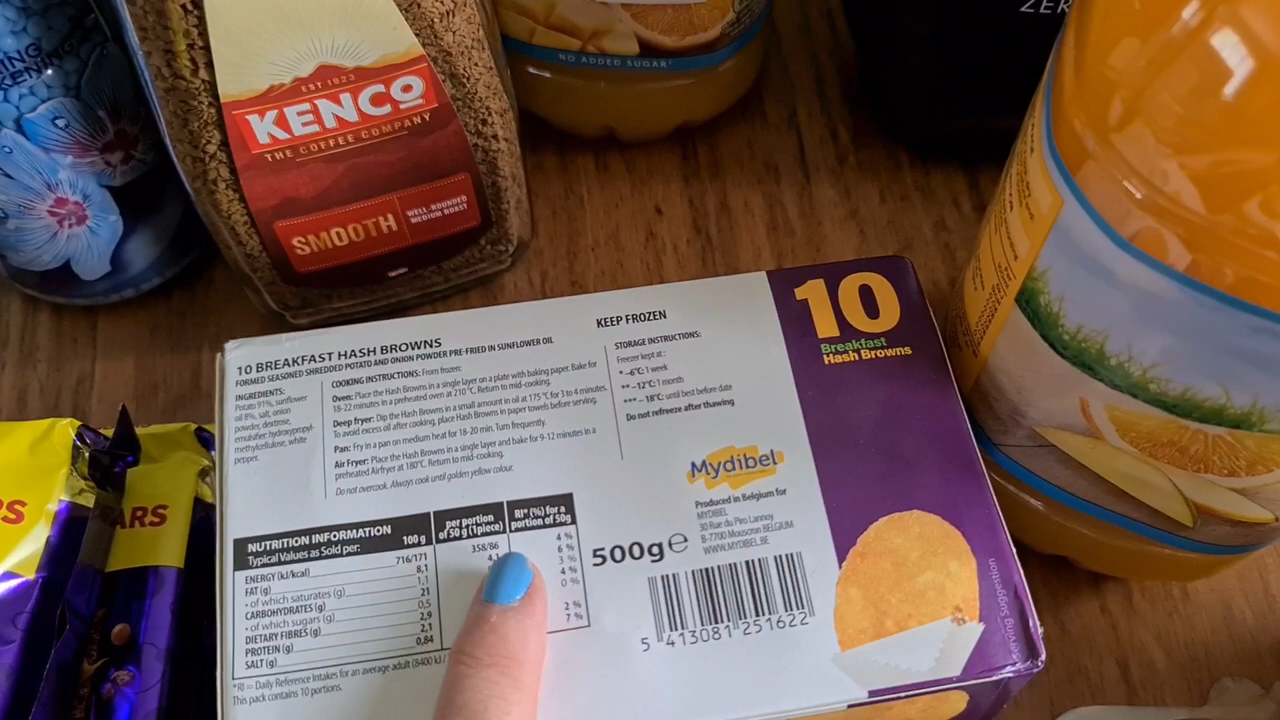 EST 1923
KENCO
THE COFFEE COMPANY
SMOOTH
WELL-ROUNDED
MEDIUM ROAST
NO ADDED SUGAR
ARS
10 BREAKFAST HASH BROWNS
FORMED SEASONED SHREDDED POTATO AND ONION POWDER PRE-FRIED IN SUNFLOWER OIL
INGREDIENTS:
Potato 91%, sunflower
oil 8%, salt, onion
powder, dextrose,
emulsifier: hydroxypropyl-
methylcellulose, white
pepper.
COOKING INSTRUCTIONS: From frozen:
Oven: Place the Hash Browns in a single layer on a plate with baking paper. Bake for
18-22 minutes in a preheated oven at 210 °C. Return to mid-cooking.
Deep fryer: Dip the Hash Browns in a small amount in oil at 175 °C for 3 to 4 minutes.
To avoid excess oil after cooking, place Hash Browns in paper towels before serving.
Pan: Fry in a pan on medium heat for 18-20 min. Turn frequently.
Air Fryer: Place the Hash Browns in a single layer and bake for 9-12 minutes in a
preheated Airfryer at 180°C. Return to mid-cooking.
Do not overcook. Always cook until golden yellow colour.
KEEP FROZEN
STORAGE INSTRUCTIONS:
Freezer kept at :
* -6°C: 1 week
** -12°C: 1 month
*** - 18°C: until best before date
Do not refreeze after thawing
NUTRITION INFORMATION
Typical Values as Sold per: 100 g per portion of 50 g (1piece) RI* (%) for a portion of 50g
ENERGY (kJ/kcal) 716/171 358/86 4 %
FAT (g) 8,1 4,1 6 %
- of which saturates (g) 1,1 3 %
CARBOHYDRATES (g) 21 4 %
- of which sugars (g) 0,5 0 %
DIETARY FIBRES (g) 2,9
PROTEIN (g) 2,1 2 %
SALT (g) 0,84 7 %
*RI = Daily Reference Intakes for an average adult (8400 kJ /
This pack contains 10 portions.
500g e
Mydibel
Produced in Belgium for
MYDIBEL
30 Rue du Piro Lannoy
B-7700 Mouscron BELGIUM
WWW.MYDIBEL.BE
5 413081 251622
10
Breakfast
Hash Browns
Serving Suggestion